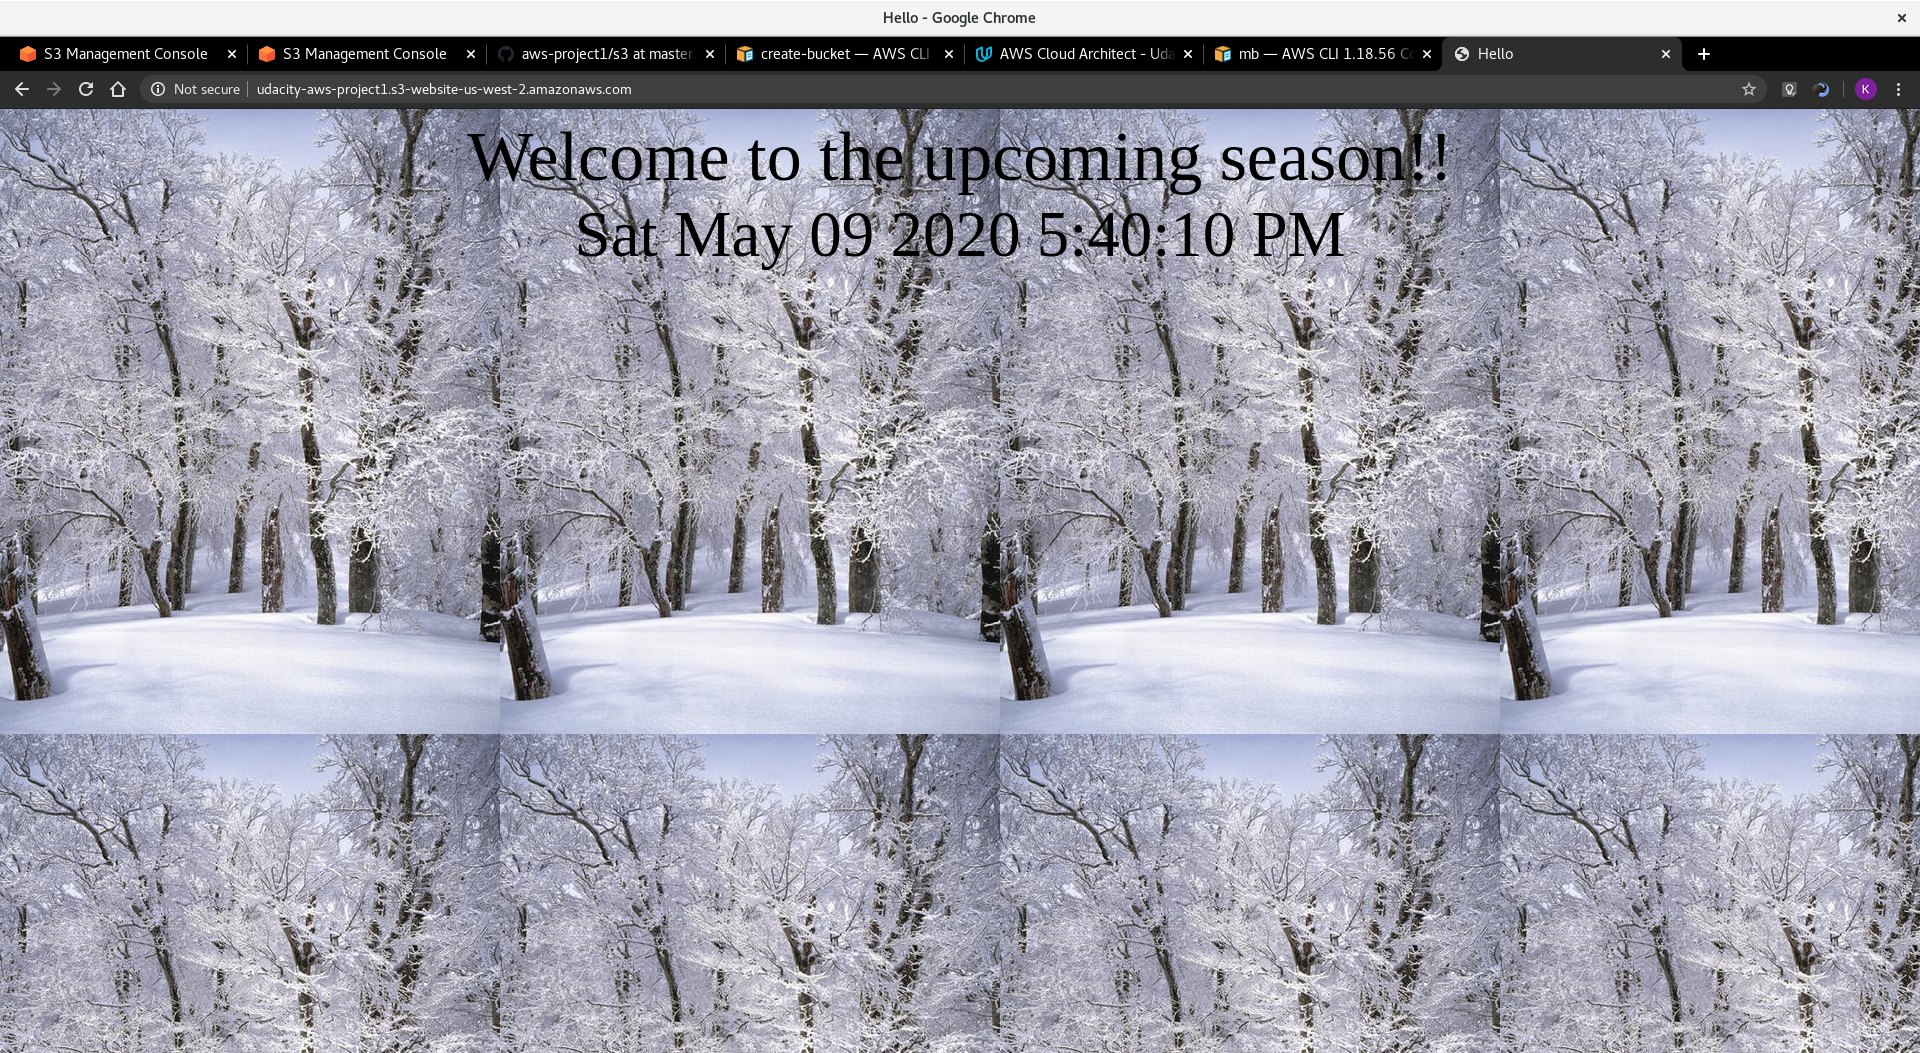 Hello - Google Chrome
S3 Management Console
S3 Management Console
aws-project1/s3 at master
create-bucket — AWS CLI
AWS Cloud Architect - Uda
mb — AWS CLI 1.18.56 Co
Hello
Not secure
udacity-aws-project1.s3-website-us-west-2.amazonaws.com
K
Welcome to the upcoming season!!
Sat May 09 2020 5:40:10 PM